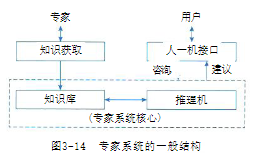 专家 用户
知识获取 人一机接口
咨询 建议
知识库 推理机
(专家系统核心)
图3-14 专家系统的一般结构